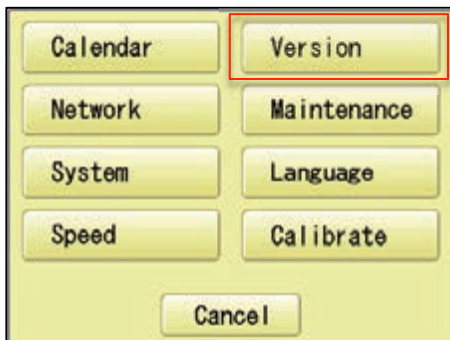 Calendar Version
Network Maintenance
System Language
Speed Calibrate
Cancel